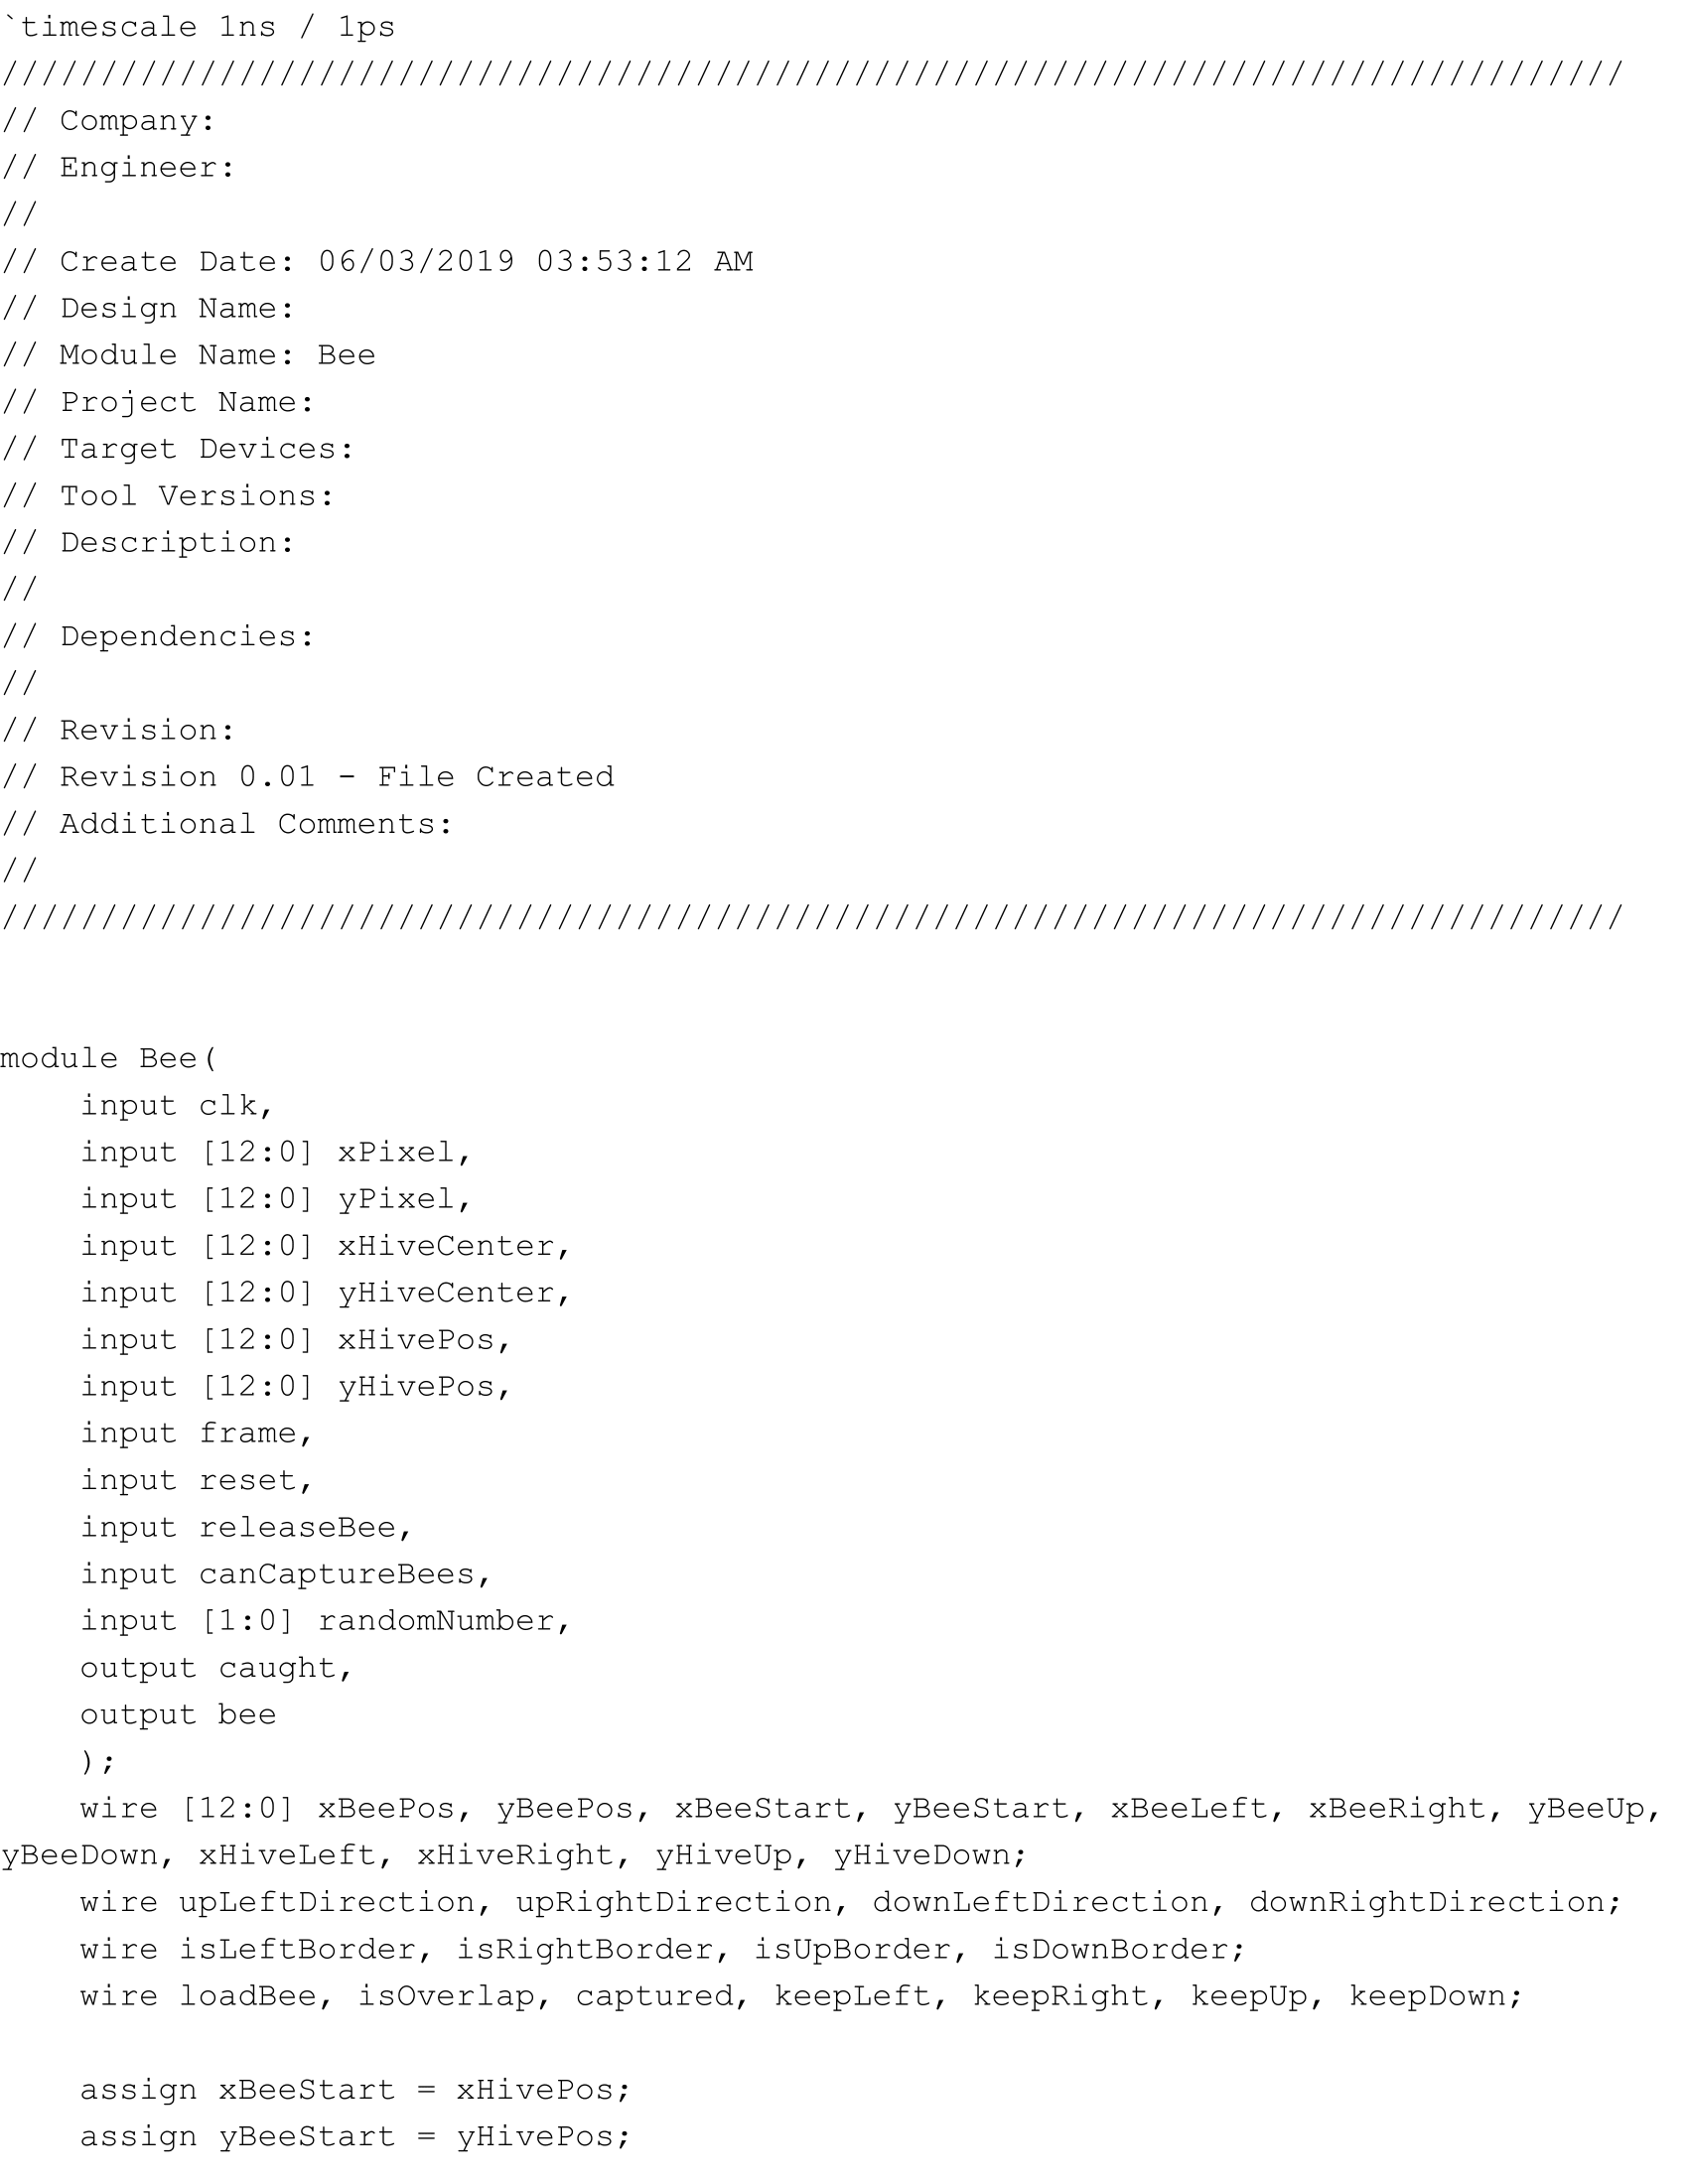 `timescale 1ns / 1ps
//////////////////////////////////////////////////////////////////////////////////
// Company:
// Engineer:
//
// Create Date: 06/03/2019 03:53:12 AM
// Design Name:
// Module Name: Bee
// Project Name:
// Target Devices:
// Tool Versions:
// Description:
//
// Dependencies:
//
// Revision:
// Revision 0.01 - File Created
// Additional Comments:
//
//////////////////////////////////////////////////////////////////////////////////
module Bee(
    input clk,
    input [12:0] xPixel,
    input [12:0] yPixel,
    input [12:0] xHiveCenter,
    input [12:0] yHiveCenter,
    input [12:0] xHivePos,
    input [12:0] yHivePos,
    input frame,
    input reset,
    input releaseBee,
    input canCaptureBees,
    input [1:0] randomNumber,
    output caught,
    output bee
    );
    wire [12:0] xBeePos, yBeePos, xBeeStart, yBeeStart, xBeeLeft, xBeeRight, yBeeUp,
yBeeDown, xHiveLeft, xHiveRight, yHiveUp, yHiveDown;
    wire upLeftDirection, upRightDirection, downLeftDirection, downRightDirection;
    wire isLeftBorder, isRightBorder, isUpBorder, isDownBorder;
    wire loadBee, isOverlap, captured, keepLeft, keepRight, keepUp, keepDown;
    assign xBeeStart = xHivePos;
    assign yBeeStart = yHivePos;